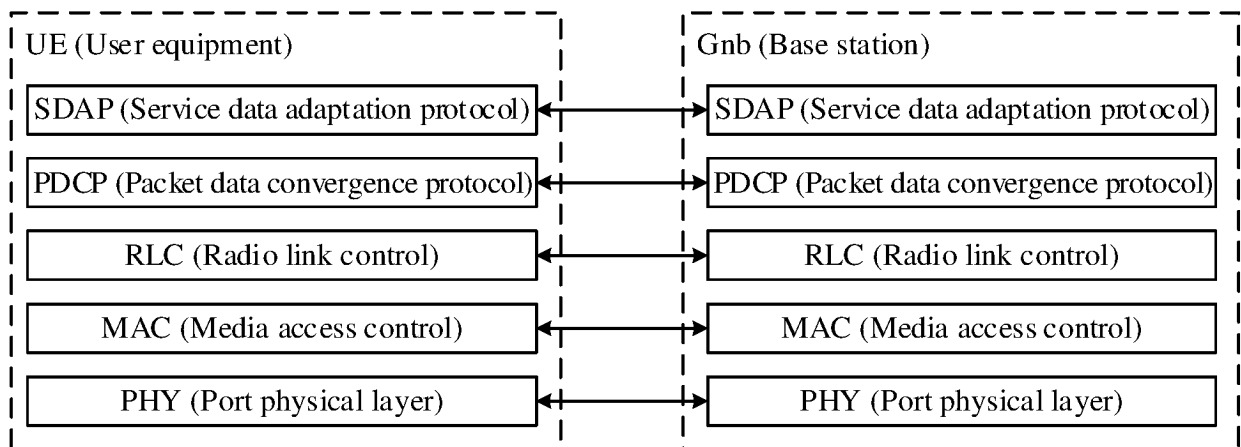 UE (User equipment)
SDAP (Service data adaptation protocol)
PDCP (Packet data convergence protocol)
RLC (Radio link control)
MAC (Media access control)
PHY (Port physical layer)
Gnb (Base station)
SDAP (Service data adaptation protocol)
PDCP (Packet data convergence protocol)
RLC (Radio link control)
MAC (Media access control)
PHY (Port physical layer)